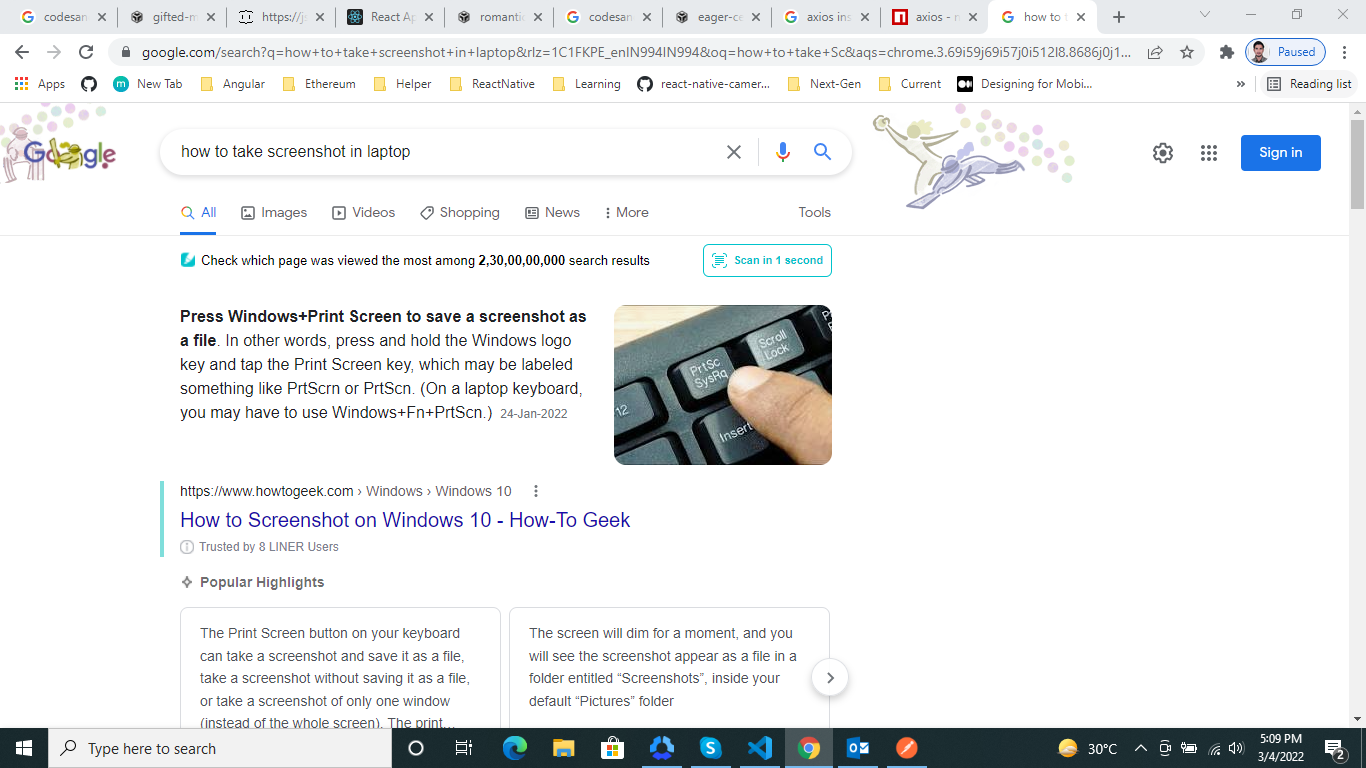 codesan
gifted-m
https://js
React Ap
romantic
codesan
eager-ce
axios ins
axios - n
how to t
google.com/search?q=how+to+take+screenshot+in+laptop&rlz=1C1FKPE_enIN994IN994&oq=how+to+take+Sc&aqs=chrome.3.69i59j69i57j0i512l8.8686j0j1...
Paused
Apps
New Tab
Angular
Ethereum
Helper
ReactNative
Learning
react-native-camer...
Next-Gen
Current
Designing for Mobi...
»
Reading list
Google
how to take screenshot in laptop
Sign in
All
Images
Videos
Shopping
News
More
Tools
Check which page was viewed the most among 2,30,00,00,000 search results
Scan in 1 second
Press Windows+Print Screen to save a screenshot as
a file. In other words, press and hold the Windows logo
key and tap the Print Screen key, which may be labeled
something like PrtScrn or PrtScn. (On a laptop keyboard,
you may have to use Windows+Fn+PrtScn.) 24-Jan-2022
PrtSc
SysRq
Scroll
Lock
12
Insert
https://www.howtogeek.com › Windows › Windows 10
How to Screenshot on Windows 10 - How-To Geek
Trusted by 8 LINER Users
Popular Highlights
The Print Screen button on your keyboard
can take a screenshot and save it as a file,
take a screenshot without saving it as a file,
or take a screenshot of only one window
(instead of the whole screen). The print...
The screen will dim for a moment, and you
will see the screenshot appear as a file in a
folder entitled “Screenshots”, inside your
default “Pictures” folder
Type here to search
30°C
5:09 PM
3/4/2022
2